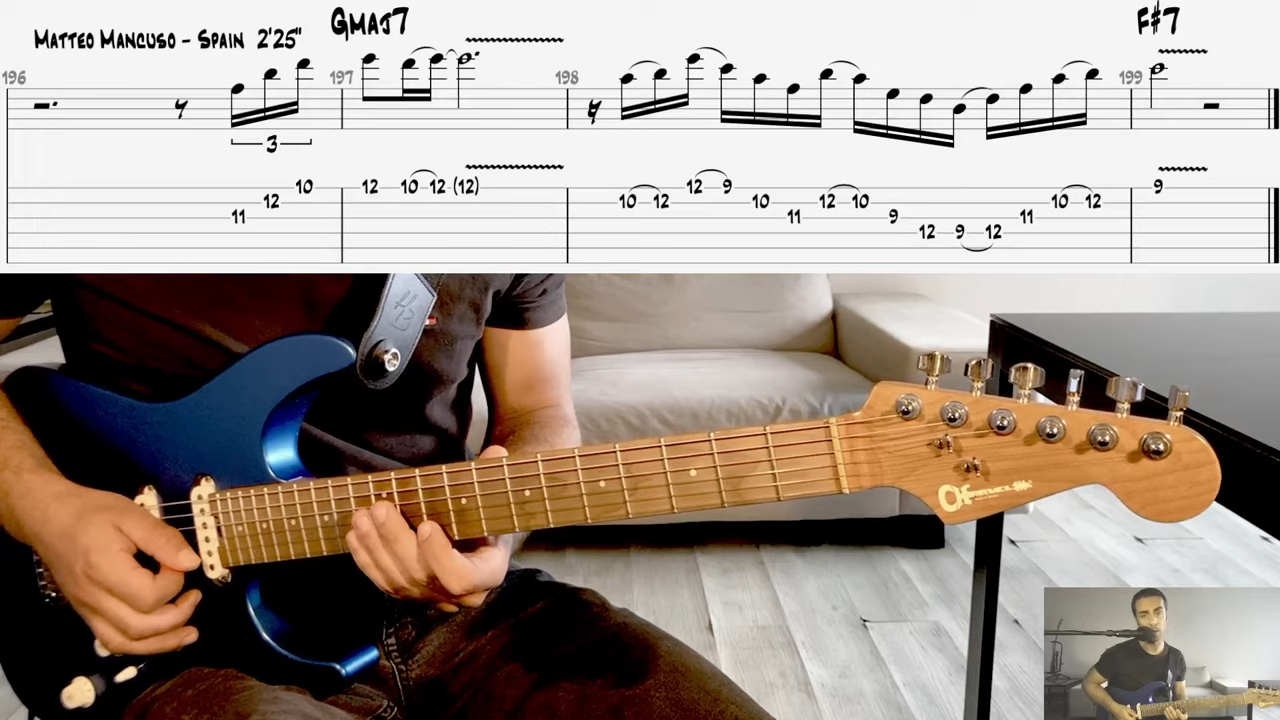 Matteo Mancuso - Spain 2'25"
Gmaj7
F#7
196
197
198
199
3
10 12 10 12 (12) 12 9 9
12 10 12 10 12 10 10 12
11 11 9 11
12 9 12